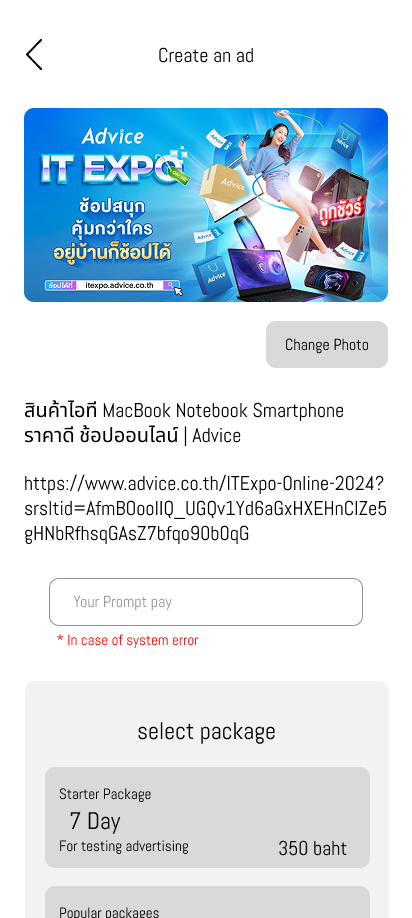 Create an ad
Advice
IT EXPO
ONLINE
ช้อปสนุก
คุ้มกว่าใคร
อยู่บ้านก็ช้อปได้
ช้อปได้ที่ itexpo.advice.co.th
Advice
Advice
Advice
ถูกชัวร์
Change Photo
สินค้าไอที MacBook Notebook Smartphone
ราคาดี ช้อปออนไลน์ | Advice
https://www.advice.co.th/ITExpo-Online-2024?
Your Prompt pay
* In case of system error
select package
Starter Package
7 Day
For testing advertising
350 baht
Popular packages